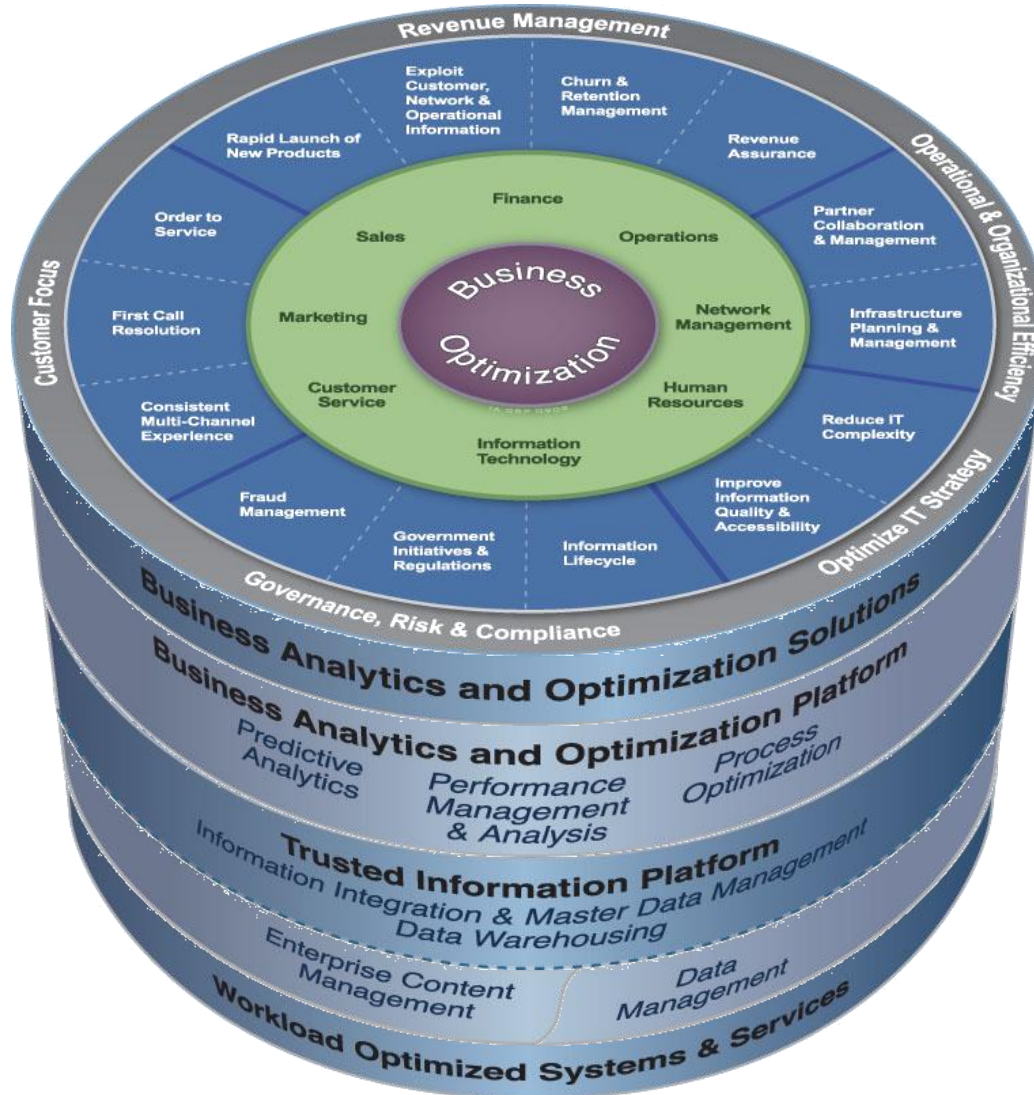 Revenue Management
Exploit
Customer,
Network &
Operational
Information
Churn &
Retention
Management
Rapid Launch of
New Products
Revenue
Assurance
Operational & Organizational Efficiency
Partner
Collaboration
& Management
Infrastructure
Planning &
Management
Reduce IT
Complexity
Optimize IT Strategy
Improve
Information
Quality &
Accessibility
Information
Lifecycle
Government
Initiatives &
Regulations
Fraud
Management
Governance, Risk & Compliance
Consistent
Multi-Channel
Experience
First Call
Resolution
Order to
Service
Customer Focus
Finance
Sales
Operations
Marketing
Network
Management
Customer
Service
Human
Resources
Information
Technology
Business
Optimization
Business Analytics and Optimization Solutions
Business Analytics and Optimization Platform
Predictive
Analytics
Performance
Management
& Analysis
Process
Optimization
Trusted Information Platform
Information Integration & Master Data Management
Data Warehousing
Enterprise Content
Management
Data
Management
Workload Optimized Systems & Services